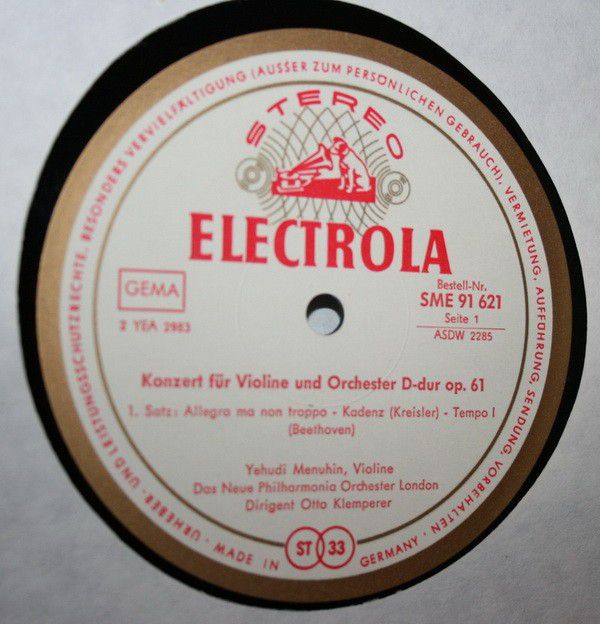 URHEBER- UND LEISTUNGSSCHUTZRECHTE, BESONDERS VERVIELFÄLTIGUNG (AUSSER ZUM PERSÖNLICHEN GEBRAUCH), VERMIETUNG, AUFFÜHRUNG, SENDUNG, VORBEHALTEN
STEREO
ELECTROLA
GEMA
2 YEA 2983
Bestell-Nr.
SME 91 621
Seite 1
ASDW 2285
Konzert für Violine und Orchester D-dur op. 61
1. Satz: Allegro ma non troppo - Kadenz (Kreisler) - Tempo I
(Beethoven)
Yehudi Menuhin, Violine
Das Neue Philharmonia Orchester London
Dirigent Otto Klemperer
· MADE IN GERMANY ·
ST 33